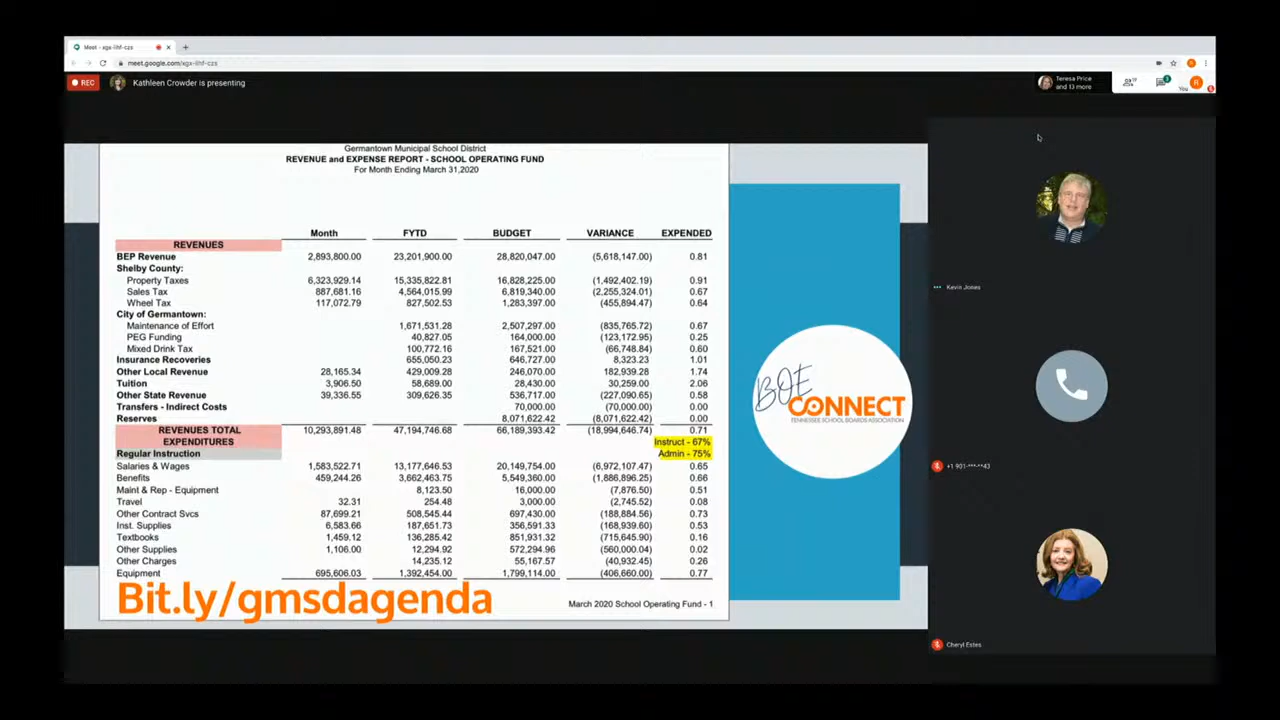 Meet - xgx-iihf-czs
meet.google.com/xgx-iihf-czs
REC
Kathleen Crowder is presenting
Teresa Price
and 13 more
17
3
You
R
Germantown Municipal School District
REVENUE and EXPENSE REPORT - SCHOOL OPERATING FUND
For Month Ending March 31,2020
Month FYTD BUDGET VARIANCE EXPENDED
REVENUES
BEP Revenue 2,893,800.00 23,201,900.00 28,820,047.00 (5,618,147.00) 0.81
Shelby County:
Property Taxes 6,323,929.14 15,335,822.81 16,828,225.00 (1,492,402.19) 0.91
Sales Tax 887,681.16 4,564,015.99 6,819,340.00 (2,255,324.01) 0.67
Wheel Tax 117,072.79 827,502.53 1,283,397.00 (455,894.47) 0.64
City of Germantown:
Maintenance of Effort 1,671,531.28 2,507,297.00 (835,765.72) 0.67
PEG Funding 40,827.05 164,000.00 (123,172.95) 0.25
Mixed Drink Tax 100,772.16 167,521.00 (66,748.84) 0.60
Insurance Recoveries 655,050.23 646,727.00 8,323.23 1.01
Other Local Revenue 28,165.34 429,009.28 246,070.00 182,939.28 1.74
Tuition 3,906.50 58,689.00 28,430.00 30,259.00 2.06
Other State Revenue 39,336.55 309,626.35 536,717.00 (227,090.65) 0.58
Transfers - Indirect Costs 70,000.00 (70,000.00) 0.00
Reserves 8,071,622.42 (8,071,622.42) 0.00
REVENUES TOTAL 10,293,891.48 47,194,746.68 66,189,393.42 (18,994,646.74) 0.71
EXPENDITURES Instruct - 67%
Regular Instruction Admin - 75%
Salaries & Wages 1,583,522.71 13,177,646.53 20,149,754.00 (6,972,107.47) 0.65
Benefits 459,244.26 3,662,463.75 5,549,360.00 (1,886,896.25) 0.66
Maint & Rep - Equipment 8,123.50 16,000.00 (7,876.50) 0.51
Travel 32.31 254.48 3,000.00 (2,745.52) 0.08
Other Contract Svcs 87,699.21 508,545.44 697,430.00 (188,884.56) 0.73
Inst. Supplies 6,583.66 187,651.73 356,591.33 (168,939.60) 0.53
Textbooks 1,459.12 136,285.42 851,931.32 (715,645.90) 0.16
Other Supplies 1,106.00 12,294.92 572,294.96 (560,000.04) 0.02
Other Charges 14,235.12 55,167.57 (40,932.45) 0.26
Equipment 695,606.03 1,392,454.00 1,799,114.00 (406,660.00) 0.77
Bit.ly/gmsdagenda
March 2020 School Operating Fund - 1
BOE
CONNECT
TENNESSEE SCHOOL BOARDS ASSOCIATION
Kevin Jones
+1 901-***-**43
Cheryl Estes